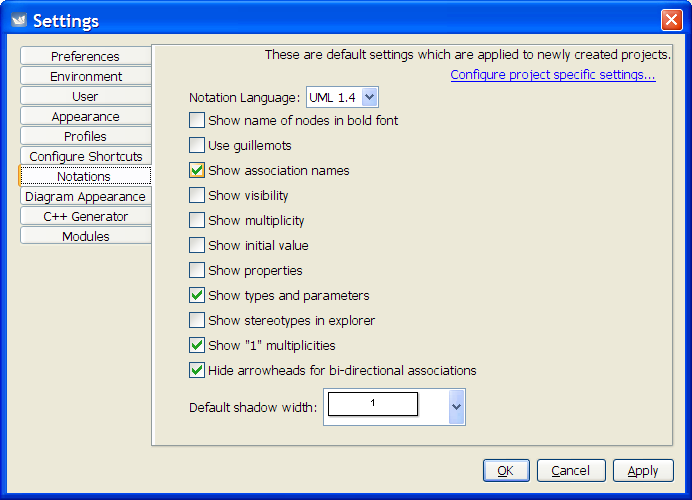 Settings
Preferences
Environment
User
Appearance
Profiles
Configure Shortcuts
Notations
Diagram Appearance
C++ Generator
Modules
These are default settings which are applied to newly created projects.
Configure project specific settings...
Notation Language: UML 1.4
Show name of nodes in bold font
Use guillemots
Show association names
Show visibility
Show multiplicity
Show initial value
Show properties
Show types and parameters
Show stereotypes in explorer
Show "1" multiplicities
Hide arrowheads for bi-directional associations
Default shadow width: 1
OK Cancel Apply